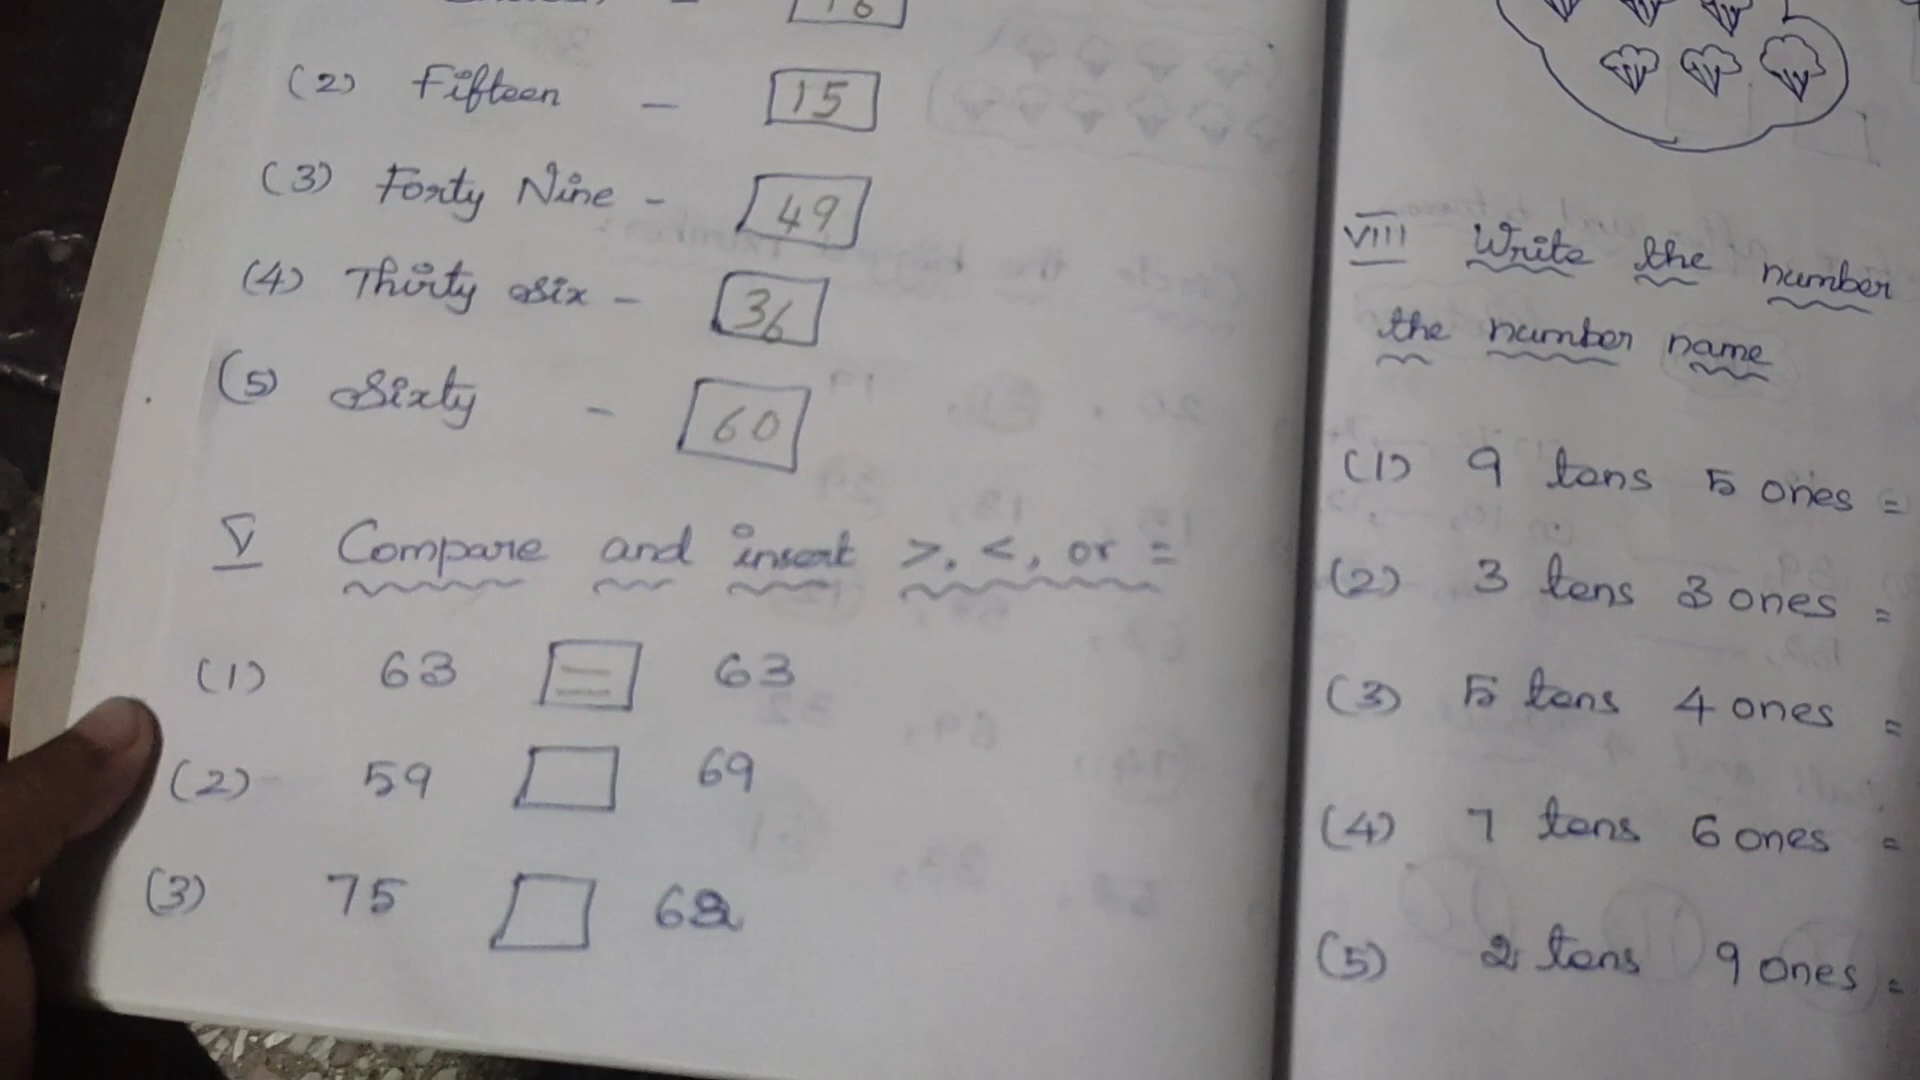 (2) Fifteen - 15
(3) Forty Nine - 49
(4) Thirty six - 36
(5) Sixty - 60
V Compare and insert >, <, or =
(1) 63 = 63
(2) 59 69
(3) 75 62
VIII Write the number
the number name
(1) 9 tens 5 ones =
(2) 3 tens 3 ones =
(3) 5 tens 4 ones =
(4) 7 tens 6 ones =
(5) 2 tens 9 ones =